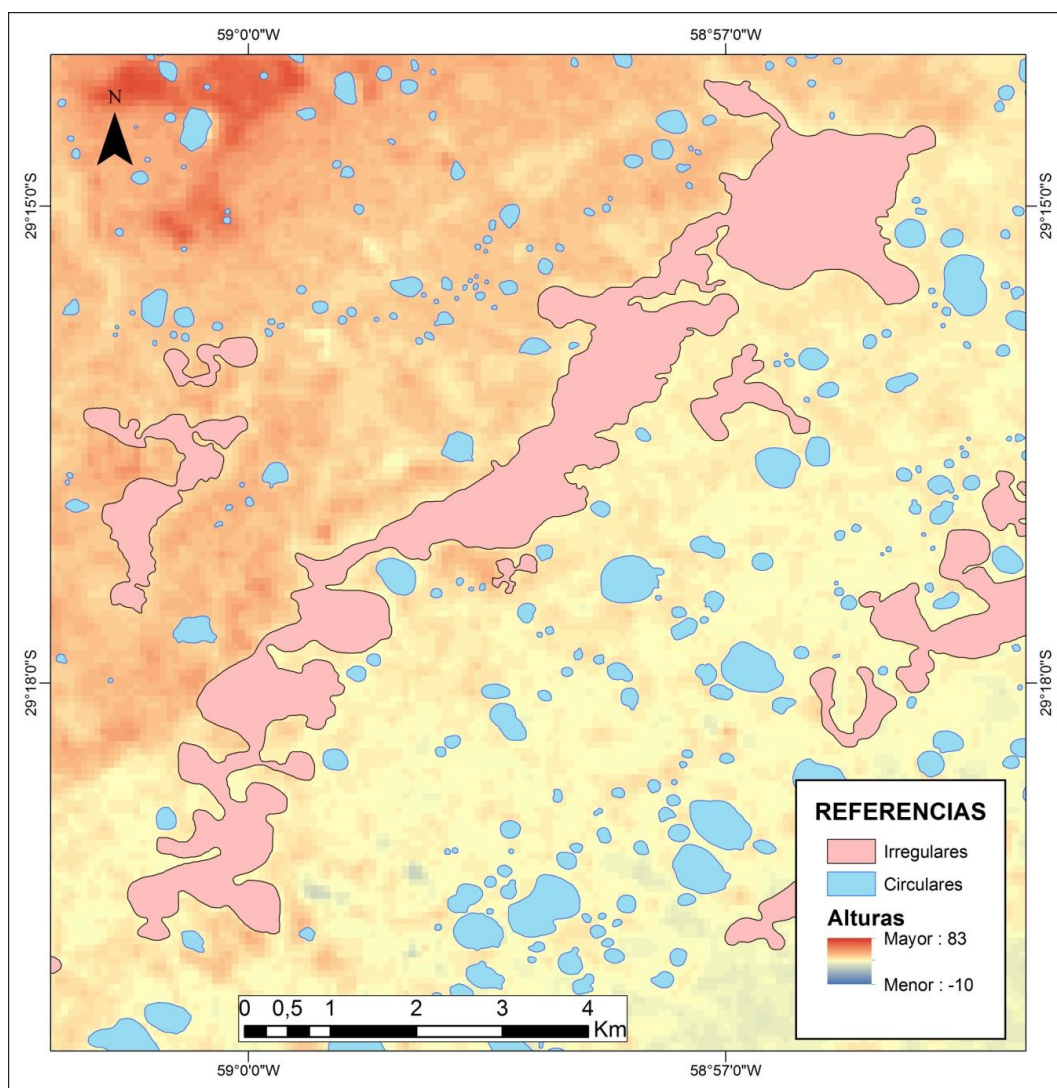 59°0'0"W
58°57'0"W
N
29°15'0"S
29°15'0"S
29°18'0"S
29°18'0"S
REFERENCIAS
Irregulares
Circulares
Alturas
Mayor : 83
Menor : -10
0 0,5 1 2 3 4
Km
59°0'0"W
58°57'0"W